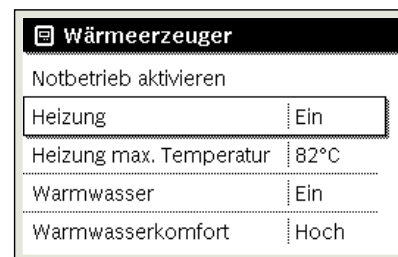 Wärmeerzeuger
Notbetrieb aktivieren
Heizung Ein
Heizung max. Temperatur 82°C
Warmwasser Ein
Warmwasserkomfort Hoch